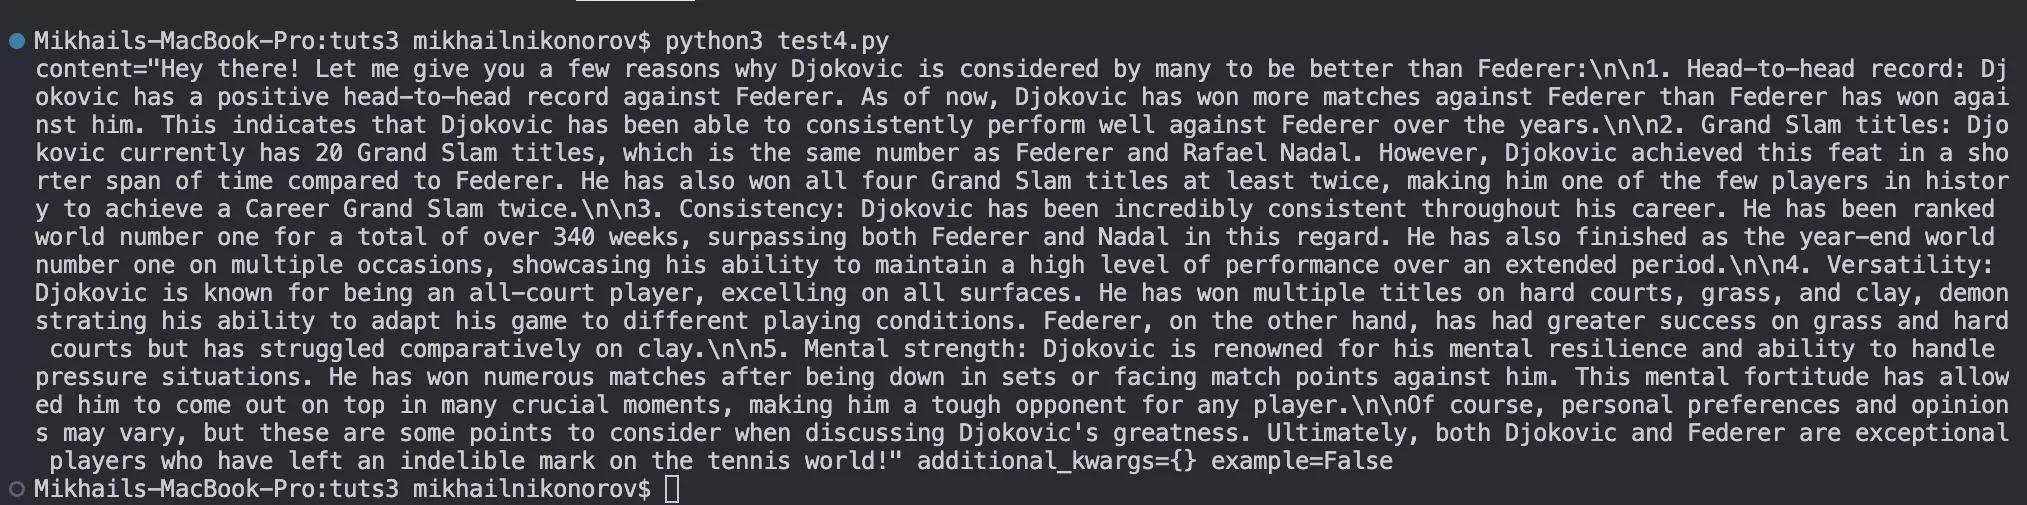 Mikhails-MacBook-Pro:tuts3 mikhailnikonorov$ python3 test4.py
content="Hey there! Let me give you a few reasons why Djokovic is considered by many to be better than Federer:\n\n1. Head-to-head record: Dj
okovic has a positive head-to-head record against Federer. As of now, Djokovic has won more matches against Federer than Federer has won agai
nst him. This indicates that Djokovic has been able to consistently perform well against Federer over the years.\n\n2. Grand Slam titles: Djo
kovic currently has 20 Grand Slam titles, which is the same number as Federer and Rafael Nadal. However, Djokovic achieved this feat in a sho
rter span of time compared to Federer. He has also won all four Grand Slam titles at least twice, making him one of the few players in histor
y to achieve a Career Grand Slam twice.\n\n3. Consistency: Djokovic has been incredibly consistent throughout his career. He has been ranked
world number one for a total of over 340 weeks, surpassing both Federer and Nadal in this regard. He has also finished as the year-end world
number one on multiple occasions, showcasing his ability to maintain a high level of performance over an extended period.\n\n4. Versatility:
Djokovic is known for being an all-court player, excelling on all surfaces. He has won multiple titles on hard courts, grass, and clay, demon
strating his ability to adapt his game to different playing conditions. Federer, on the other hand, has had greater success on grass and hard
 courts but has struggled comparatively on clay.\n\n5. Mental strength: Djokovic is renowned for his mental resilience and ability to handle
pressure situations. He has won numerous matches after being down in sets or facing match points against him. This mental fortitude has allow
ed him to come out on top in many crucial moments, making him a tough opponent for any player.\n\nOf course, personal preferences and opinion
s may vary, but these are some points to consider when discussing Djokovic's greatness. Ultimately, both Djokovic and Federer are exceptional
 players who have left an indelible mark on the tennis world!" additional_kwargs={} example=False
Mikhails-MacBook-Pro:tuts3 mikhailnikonorov$